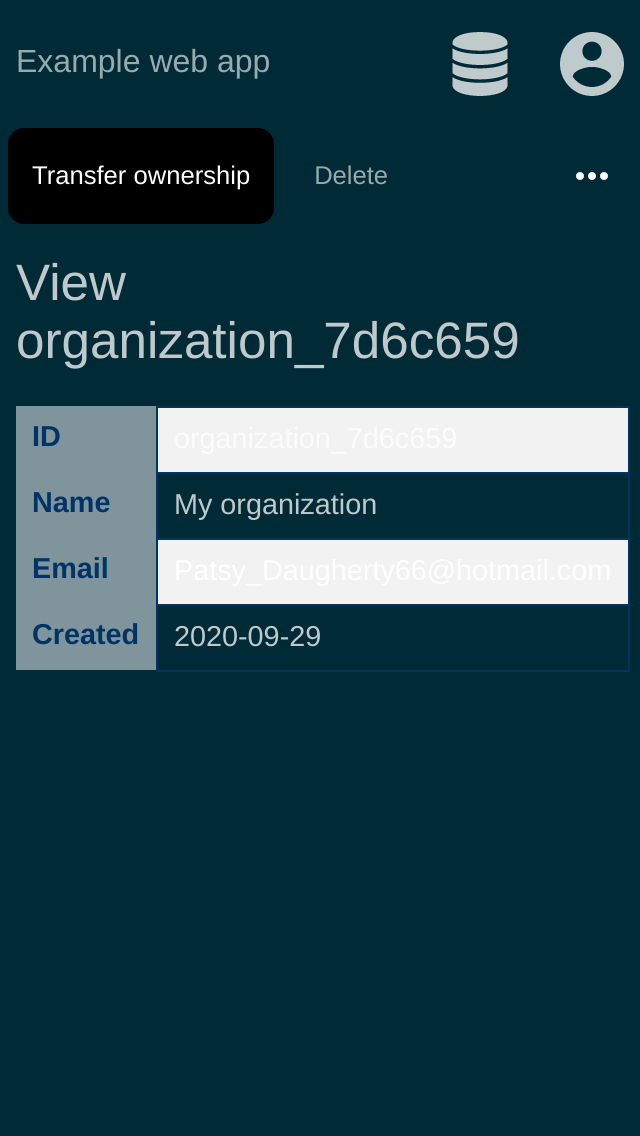 Example web app
Transfer ownership Delete
View
organization_7d6c659
ID organization_7d6c659
Name My organization
Email Patsy_Daugherty66@hotmail.com
Created 2020-09-29